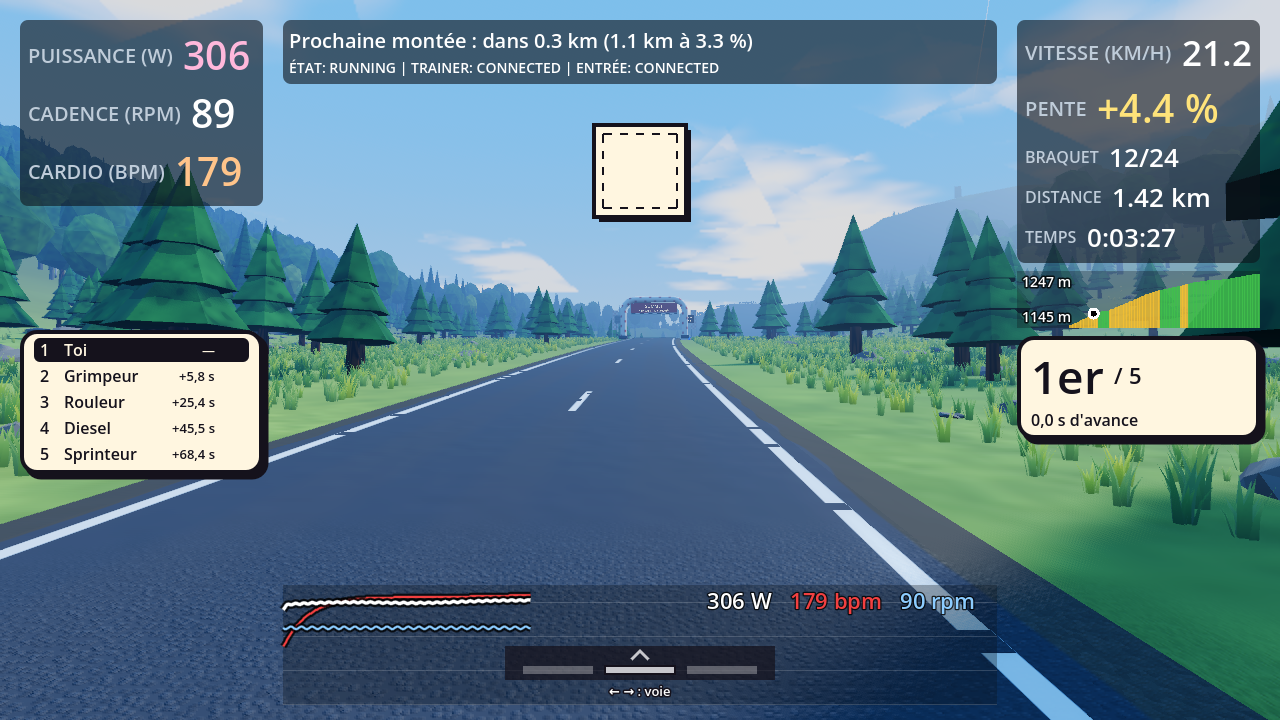 PUISSANCE (W) 306
CADENCE (RPM) 89
CARDIO (BPM) 179
Prochaine montée : dans 0.3 km (1.1 km à 3.3 %)
ÉTAT: RUNNING | TRAINER: CONNECTED | ENTRÉE: CONNECTED
VITESSE (KM/H) 21.2
PENTE +4.4 %
BRAQUET 12/24
DISTANCE 1.42 km
TEMPS 0:03:27
1247 m
1145 m
1 Toi —
2 Grimpeur +5,8 s
3 Rouleur +25,4 s
4 Diesel +45,5 s
5 Sprinteur +68,4 s
1er / 5
0,0 s d'avance
306 W 179 bpm 90 rpm
← → : voie